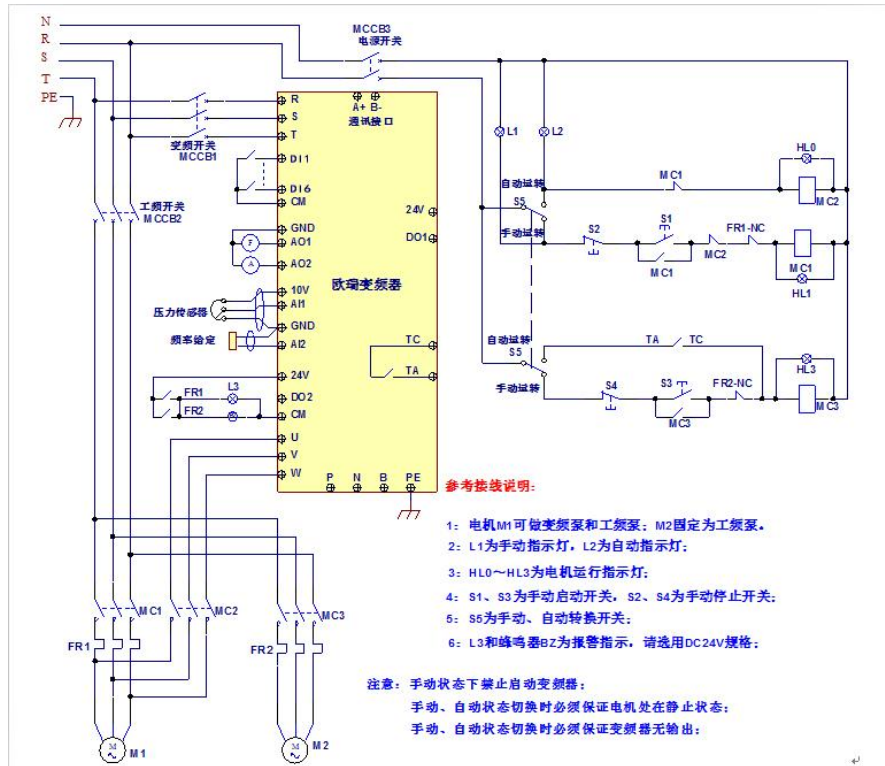 N
R
S
T
PE
MCCB3
电源开关
变频开关
MCCB1
工频开关
MCCB2
R
S
T
DI1
DI6
CM
GND
AO1
AO2
10V
AI1
GND
AI2
24V
DO2
CM
U
V
W
A+ B-
通讯接口
24V
DO1
欧瑞变频器
TC
TA
P N B PE
F
A
压力传感器
频率给定
FR1
L3
FR2
L1
L2
HL0
自动运转
MC1
MC2
S5
手动运转
S2
S1
MC1
MC2
FR1-NC
MC1
HL1
自动运转
S5
手动运转
TA TC
S4
S3
MC3
FR2-NC
HL3
MC3
MC1
MC2
MC3
FR1
FR2
M
M1
M
M2
参考接线说明:
1: 电机M1可做变频泵和工频泵; M2固定为工频泵。
2: L1为手动指示灯, L2为自动指示灯;
3: HL0~HL3为电机运行指示灯;
4: S1、S3为手动启动开关, S2、S4为手动停止开关;
5: S5为手动、自动转换开关;
6: L3和蜂鸣器BZ为报警指示, 请选用DC24V规格;
注意: 手动状态下禁止启动变频器;
手动、自动状态切换时必须保证电机处在静止状态;
手动、自动状态切换时必须保证变频器无输出;